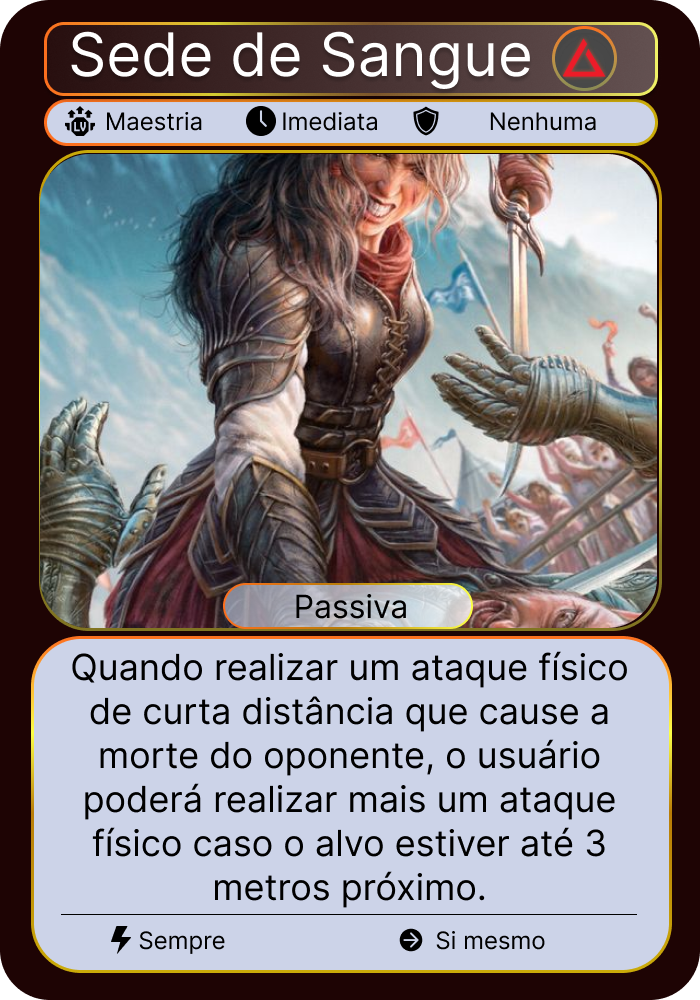 Sede de Sangue
LV Maestria Imediata Nenhuma
Passiva
Quando realizar um ataque físico
de curta distância que cause a
morte do oponente, o usuário
poderá realizar mais um ataque
físico caso o alvo estiver até 3
metros próximo.
Sempre Si mesmo